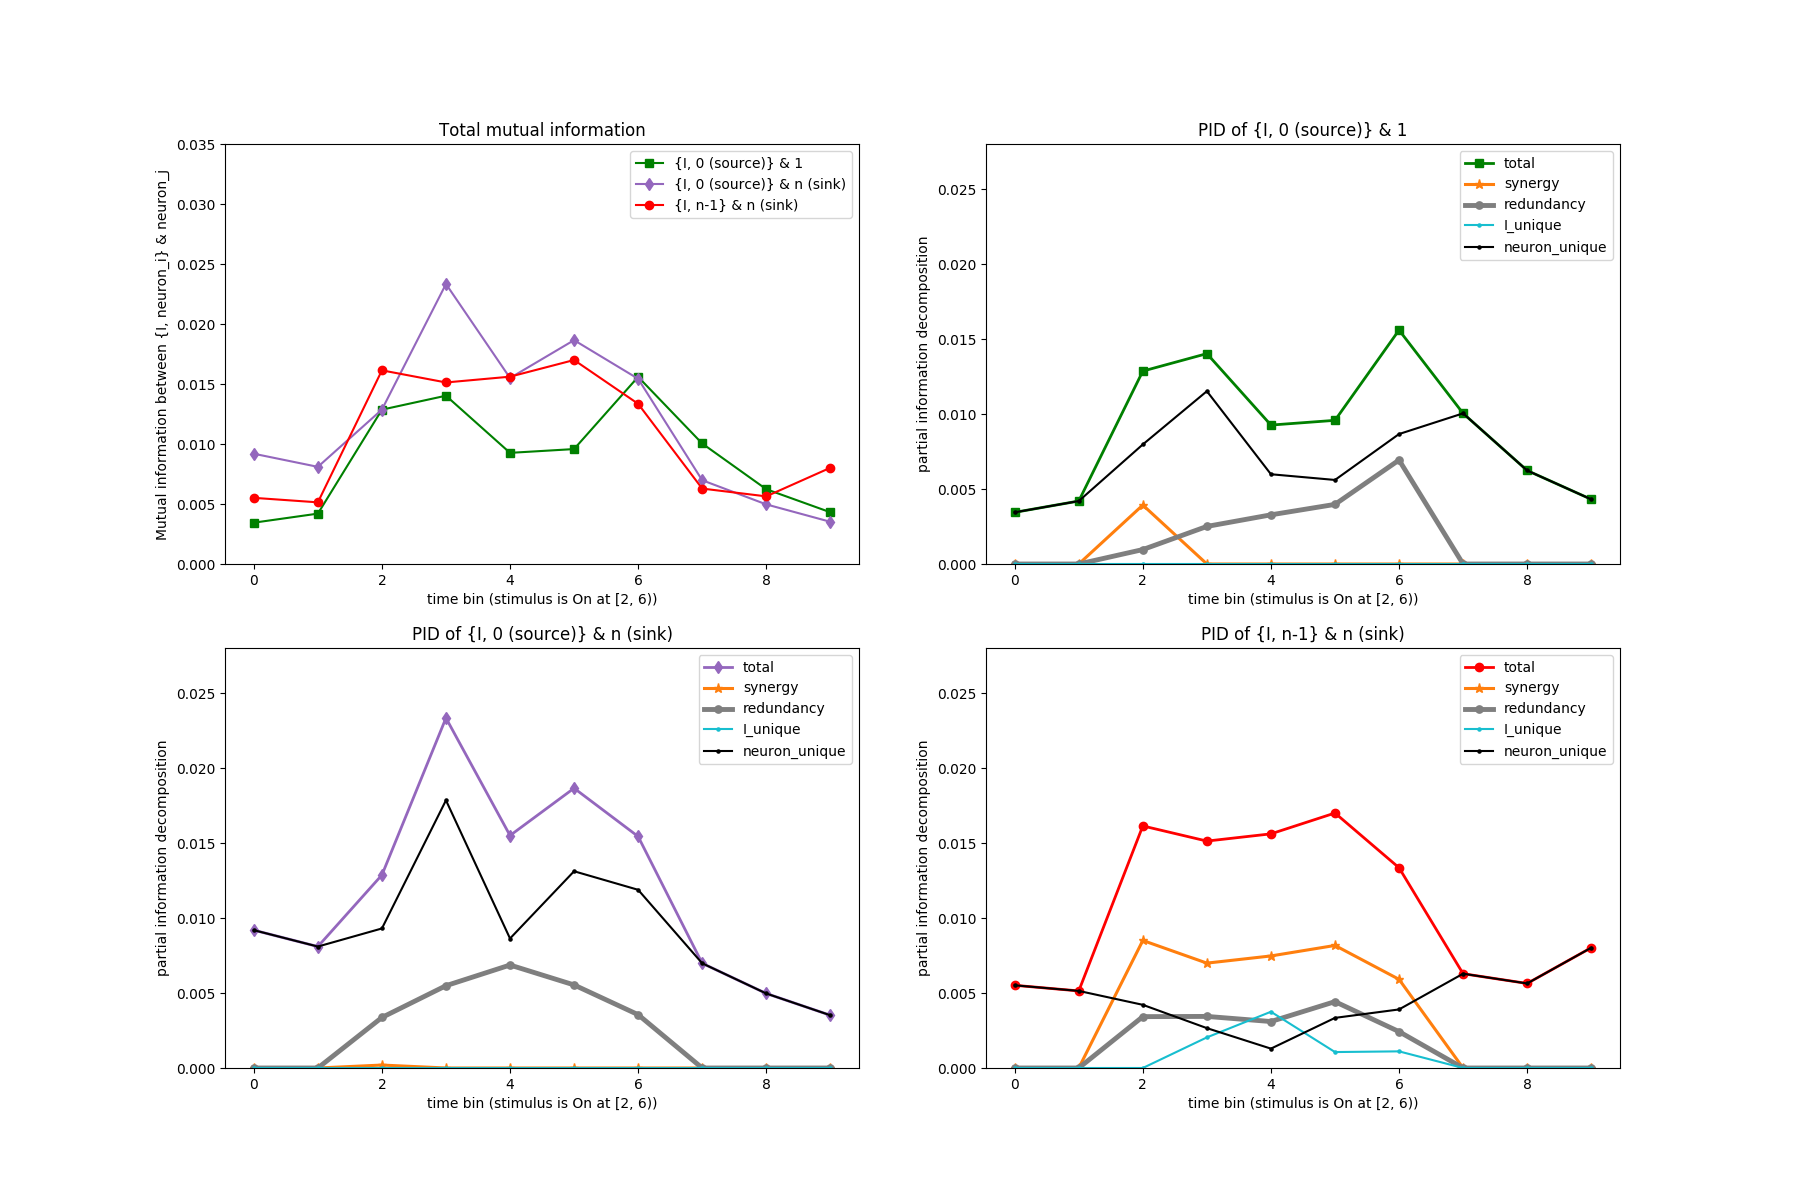 Total mutual information
Mutual information between {I, neuron_i} & neuron_j
0.035
0.030
0.025
0.020
0.015
0.010
0.005
0.000
{I, 0 (source)} & 1
{I, 0 (source)} & n (sink)
{I, n-1} & n (sink)
0 2 4 6 8
time bin (stimulus is On at [2, 6))
PID of {I, 0 (source)} & 1
partial information decomposition
0.025
0.020
0.015
0.010
0.005
0.000
total
synergy
redundancy
I_unique
neuron_unique
0 2 4 6 8
time bin (stimulus is On at [2, 6))
PID of {I, 0 (source)} & n (sink)
partial information decomposition
0.025
0.020
0.015
0.010
0.005
0.000
total
synergy
redundancy
I_unique
neuron_unique
0 2 4 6 8
time bin (stimulus is On at [2, 6))
PID of {I, n-1} & n (sink)
partial information decomposition
0.025
0.020
0.015
0.010
0.005
0.000
total
synergy
redundancy
I_unique
neuron_unique
0 2 4 6 8
time bin (stimulus is On at [2, 6))